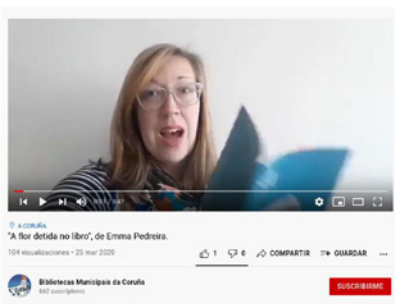 A CORUÑA
"A flor detida no libro", de Emma Pedreira.
104 visualizaciones • 25 mar 2020
1
0
COMPARTIR
GUARDAR
Bibliotecas Municipais da Coruña
SUSCRIBIRME